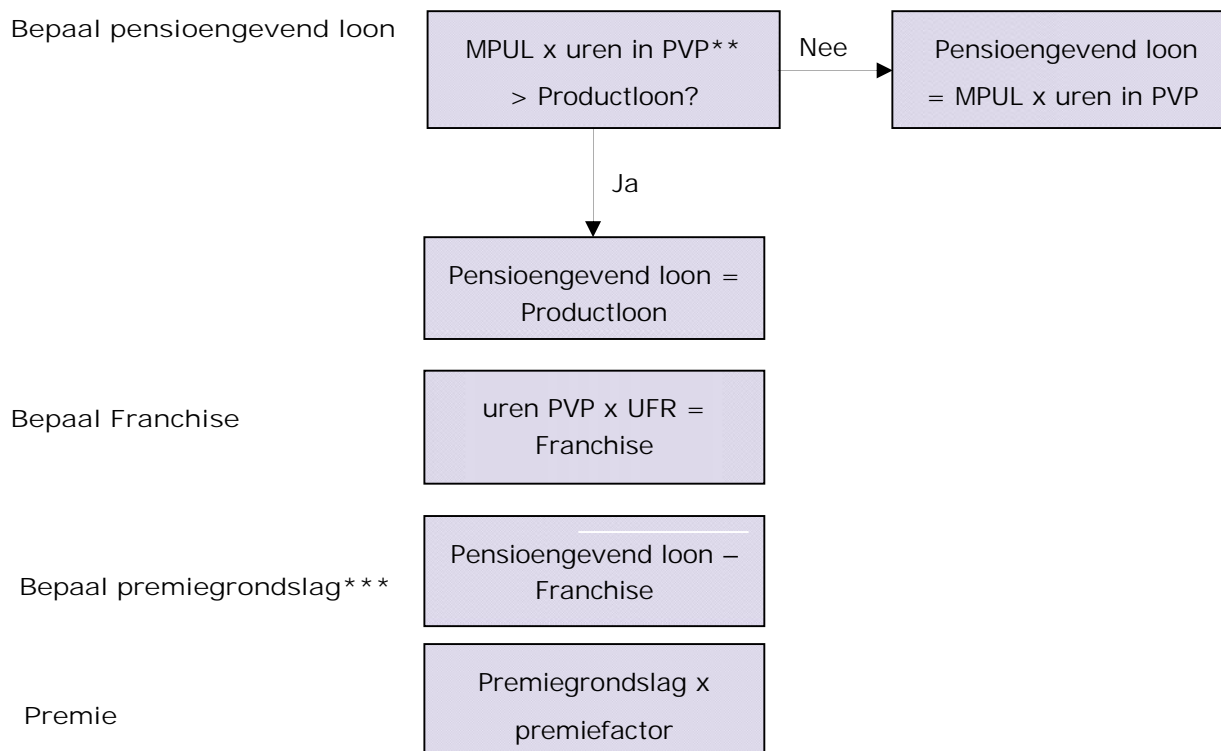 Bepaal pensioengevend loon
MPUL x uren in PVP**
> Productloon?
Nee
Pensioengevend loon
= MPUL x uren in PVP
Ja
Pensioengevend loon =
Productloon
Bepaal Franchise
uren PVP x UFR =
Franchise
Bepaal premiegrondslag***
Pensioengevend loon –
Franchise
Premie
Premiegrondslag x
premiefactor